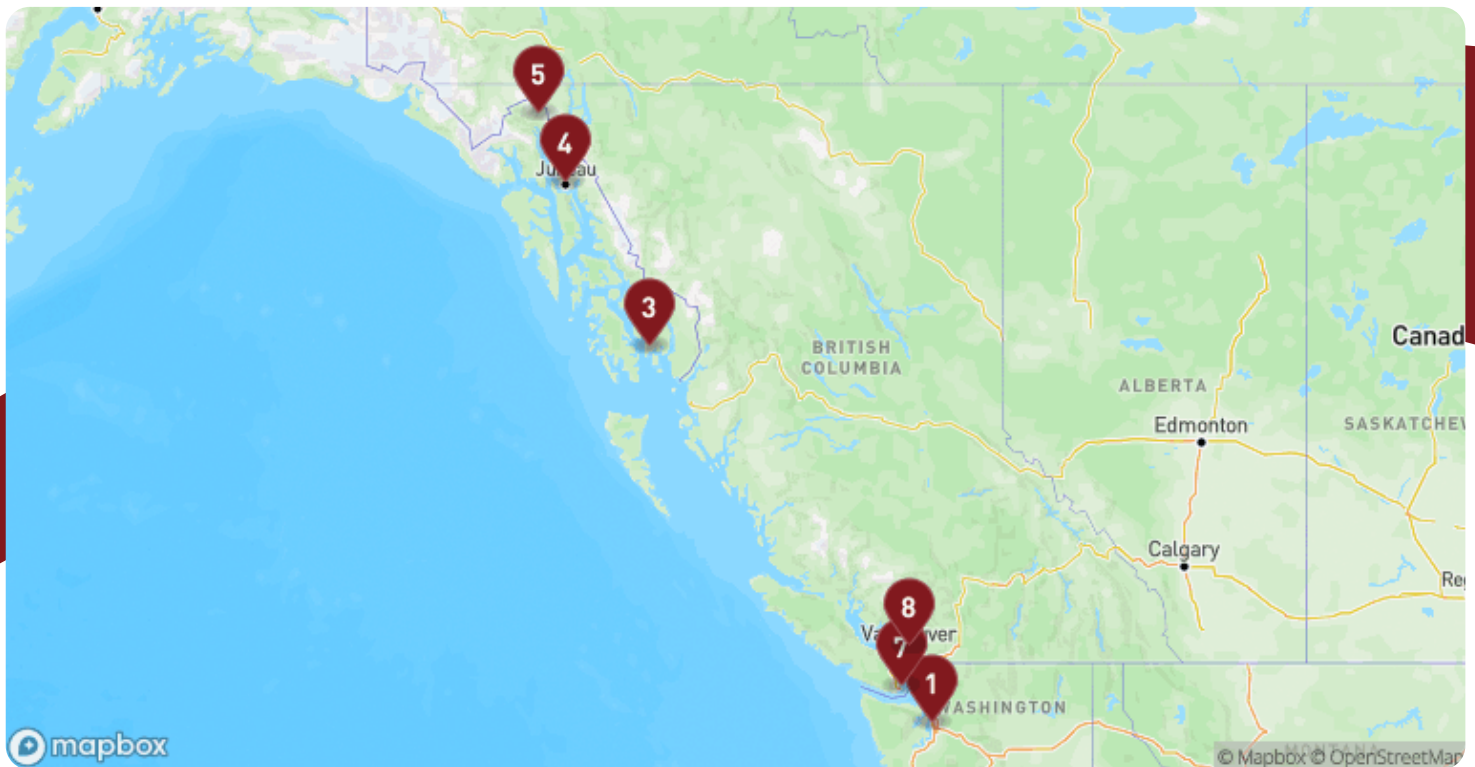 5
4
Juneau
3
BRITISH
COLUMBIA
Canad
ALBERTA
SASKATCHEW
Edmonton
Calgary
Reg
8
Vancouver
7
1
WASHINGTON
mapbox
© Mapbox © OpenStreetMap
MONTANA